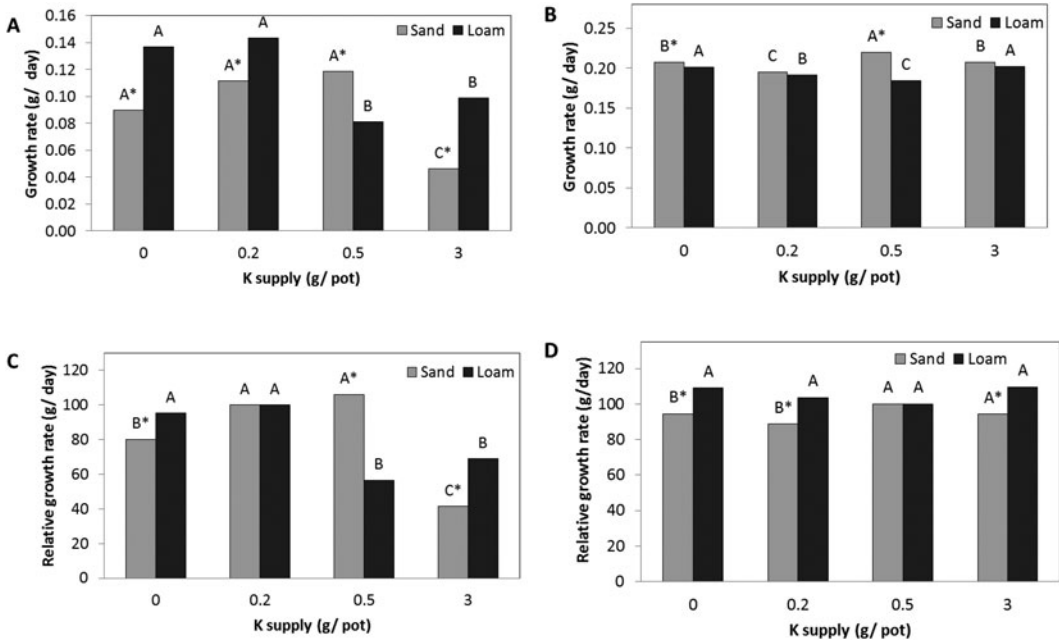 A
Growth rate (g/ day)
0.16
0.14
0.12
0.10
0.08
0.06
0.04
0.02
0.00
Sand Loam
A* A A* A A* B C* B
0 0.2 0.5 3
K supply (g/ pot)
B
Growth rate (g/ day)
0.25
0.20
0.15
0.10
0.05
0.00
Sand Loam
B* A C B A* C B A
0 0.2 0.5 3
K supply (g/ pot)
C
Relative growth rate (g/ day)
120
100
80
60
40
20
0
Sand Loam
B* A A A A* B C* B
0 0.2 0.5 3
K supply (g/ pot)
D
Relative growth rate (g/day)
120
100
80
60
40
20
0
Sand Loam
B* A B* A A A A* A
0 0.2 0.5 3
K supply (g/ pot)